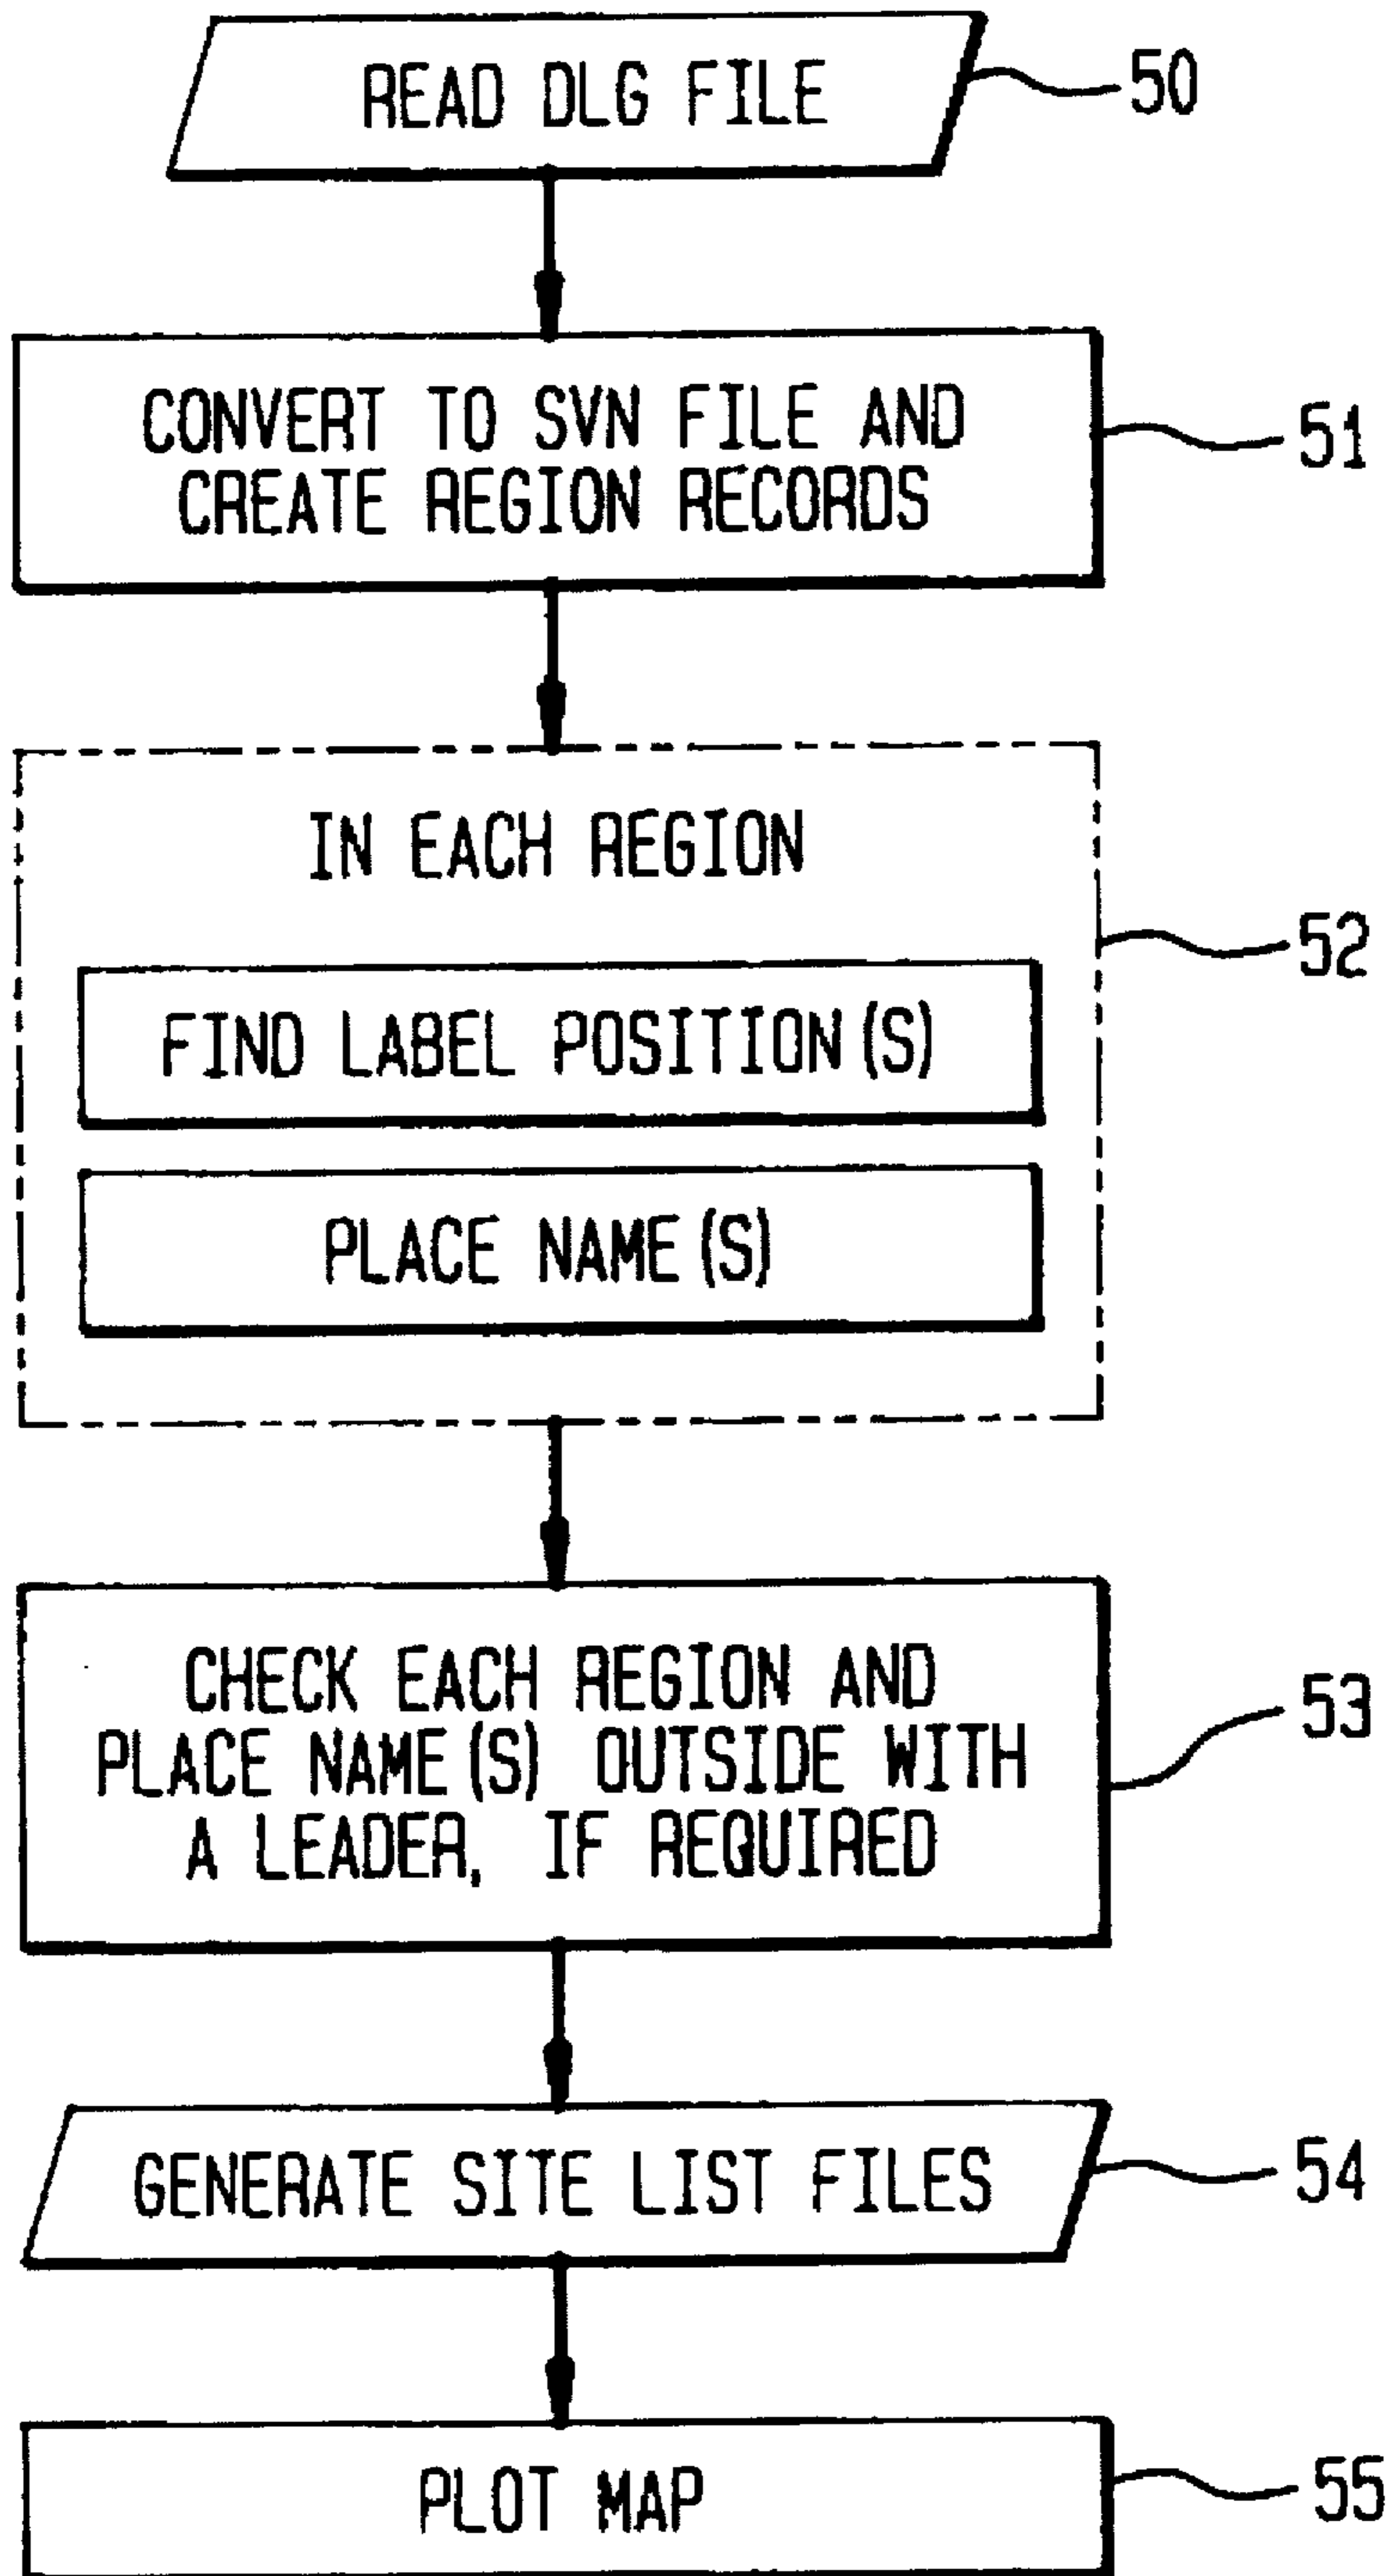 READ DLG FILE
50
CONVERT TO SVN FILE AND
CREATE REGION RECORDS
51
IN EACH REGION
52
FIND LABEL POSITION(S)
PLACE NAME(S)
CHECK EACH REGION AND
PLACE NAME(S) OUTSIDE WITH
A LEADER, IF REQUIRED
53
GENERATE SITE LIST FILES
54
PLOT MAP
55